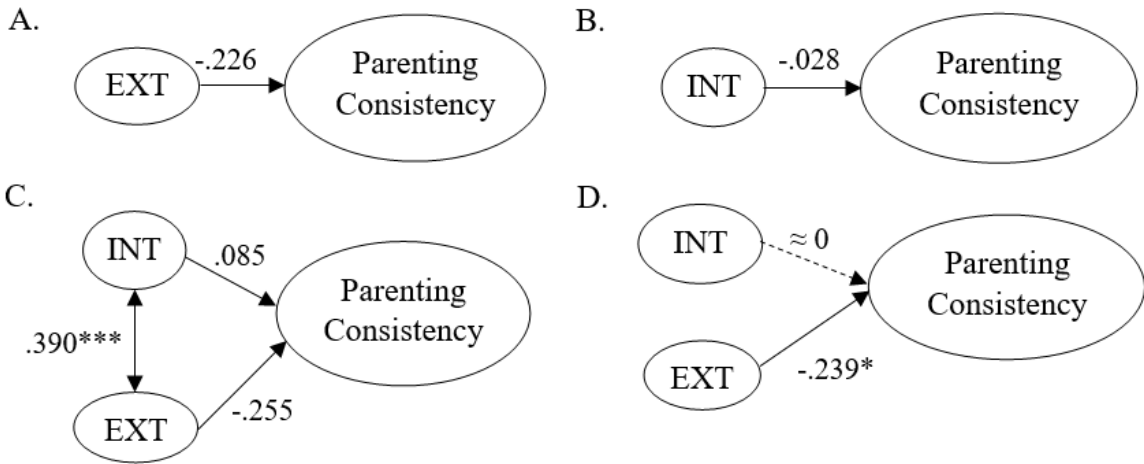 A.
EXT
-.226
Parenting
Consistency
B.
INT
-.028
Parenting
Consistency
C.
INT
.085
Parenting
Consistency
.390***
EXT
-.255
D.
INT
≈ 0
Parenting
Consistency
EXT
-.239*